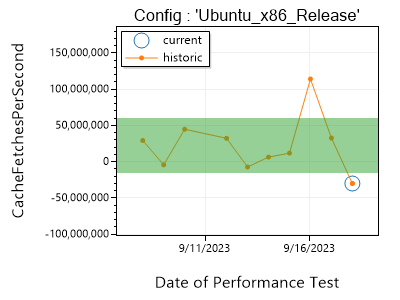 Config : 'Ubuntu_x86_Release'
current
historic
CacheFetchesPerSecond
150,000,000
100,000,000
50,000,000
0
-50,000,000
-100,000,000
9/11/2023
9/16/2023
Date of Performance Test